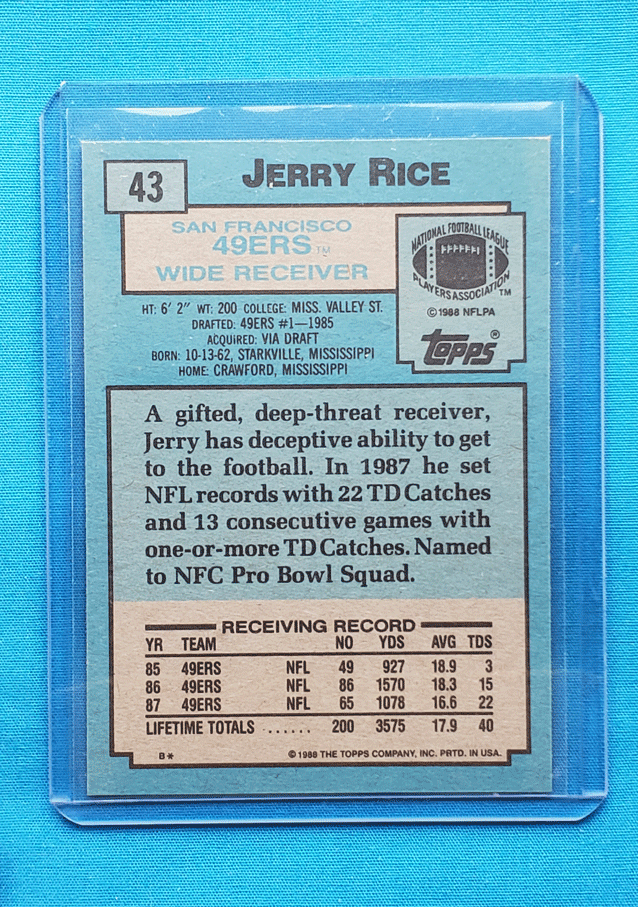 43
JERRY RICE
SAN FRANCISCO
49ERS TM
WIDE RECEIVER
NATIONAL FOOTBALL LEAGUE
PLAYERS ASSOCIATION TM
© 1988 NFLPA
TOPPS®
HT: 6' 2" WT: 200 COLLEGE: MISS. VALLEY ST.
DRAFTED: 49ERS #1—1985
ACQUIRED: VIA DRAFT
BORN: 10-13-62, STARKVILLE, MISSISSIPPI
HOME: CRAWFORD, MISSISSIPPI
A gifted, deep-threat receiver,
Jerry has deceptive ability to get
to the football. In 1987 he set
NFL records with 22 TD Catches
and 13 consecutive games with
one-or-more TD Catches. Named
to NFC Pro Bowl Squad.
RECEIVING RECORD
YR TEAM NO YDS AVG TDS
85 49ERS NFL 49 927 18.9 3
86 49ERS NFL 86 1570 18.3 15
87 49ERS NFL 65 1078 16.6 22
LIFETIME TOTALS ...... 200 3575 17.9 40
B* © 1988 THE TOPPS COMPANY, INC. PRTD. IN USA.